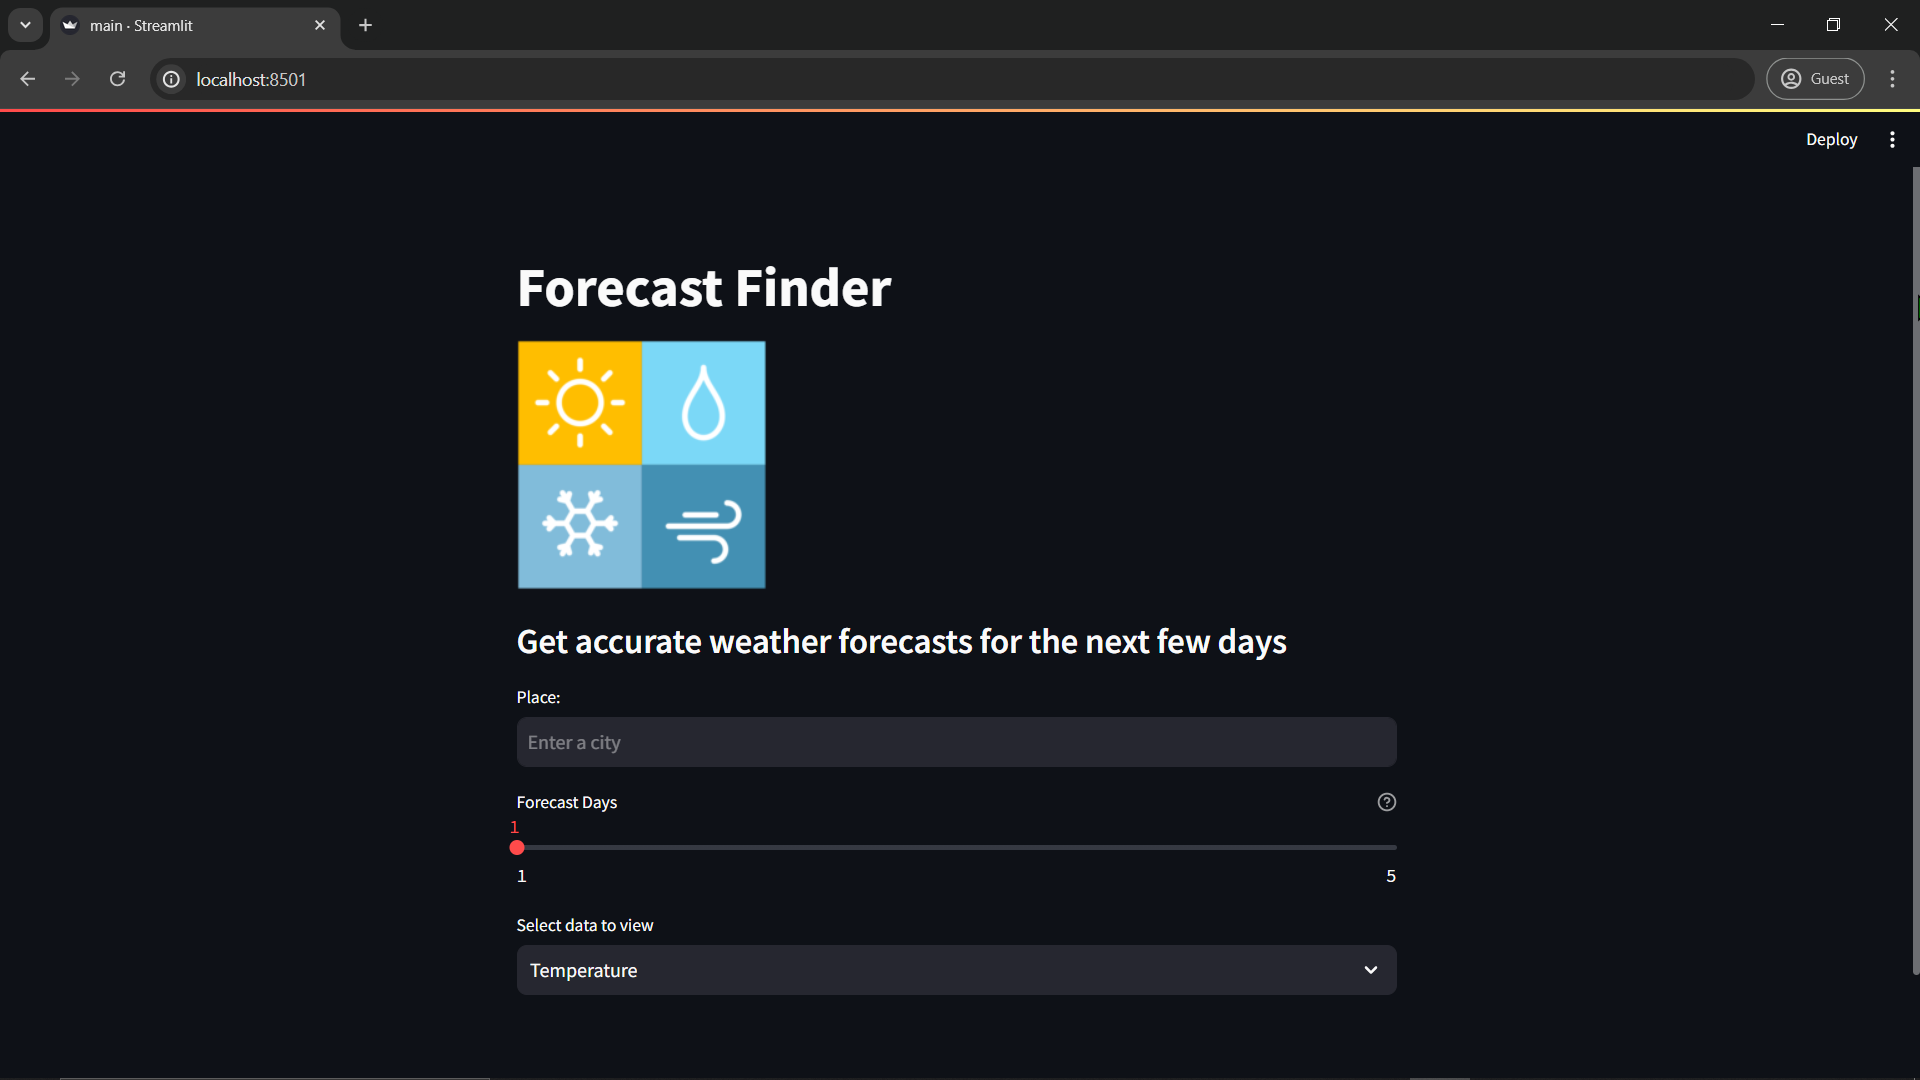 main · Streamlit
localhost:8501
Guest
Deploy
Forecast Finder
Get accurate weather forecasts for the next few days
Place:
Enter a city
Forecast Days
1
1
5
Select data to view
Temperature